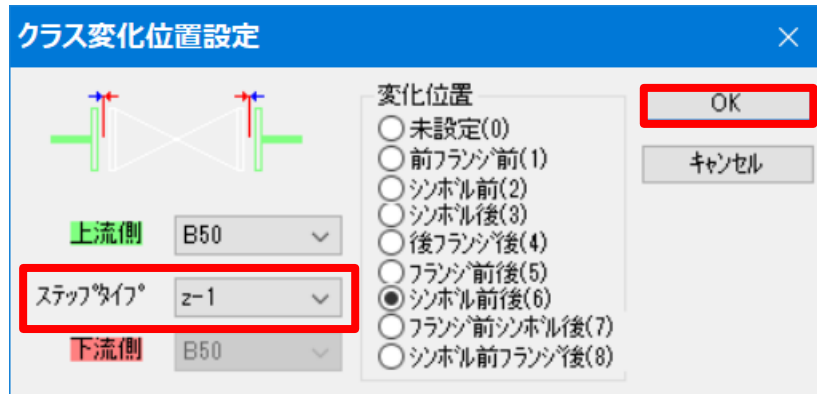 クラス変化位置設定
変化位置
未設定(0)
前フランジ前(1)
シンボル前(2)
シンボル後(3)
後フランジ後(4)
フランジ前後(5)
シンボル前後(6)
フランジ前シンボル後(7)
シンボル前フランジ後(8)
OK
キャンセル
上流側 B50
ステップタイプ z-1
下流側 B50